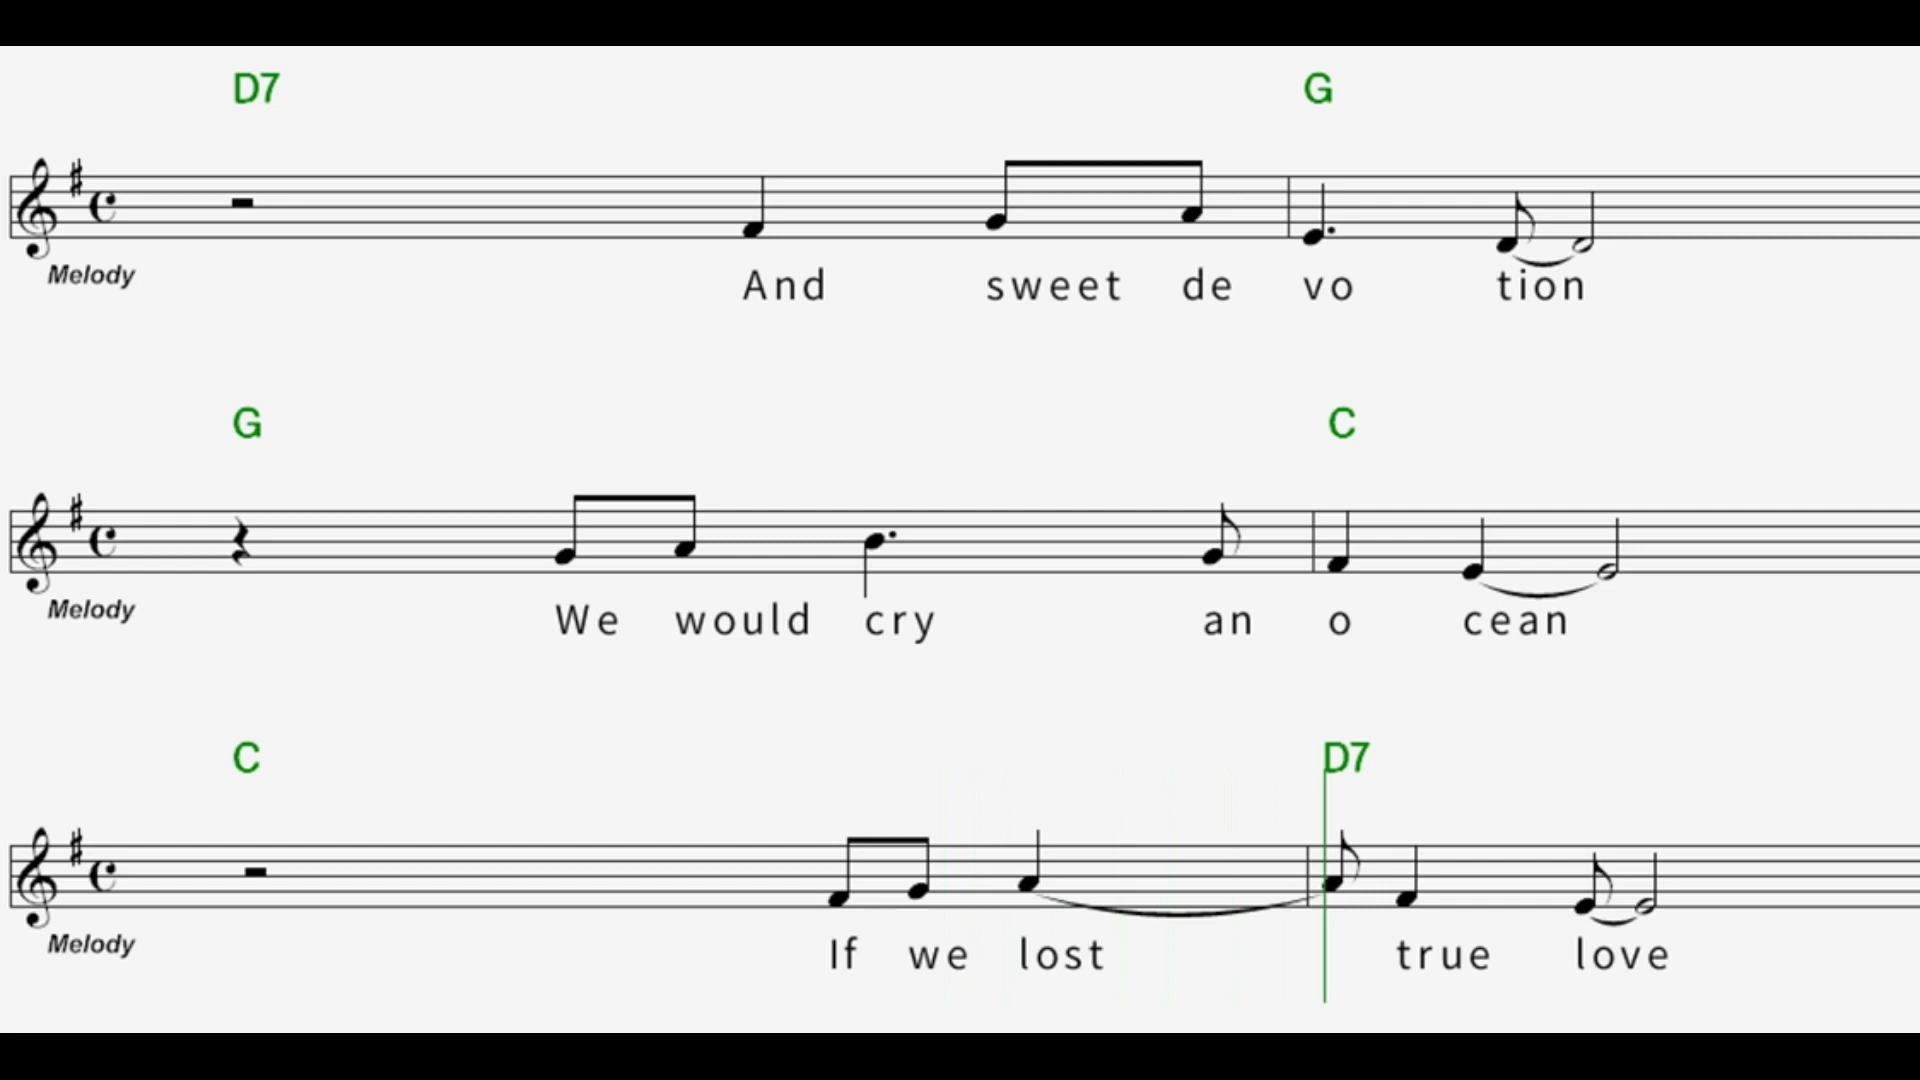 D7 G
Melody
And sweet de vo tion
G C
Melody
We would cry an o cean
C D7
Melody
If we lost true love